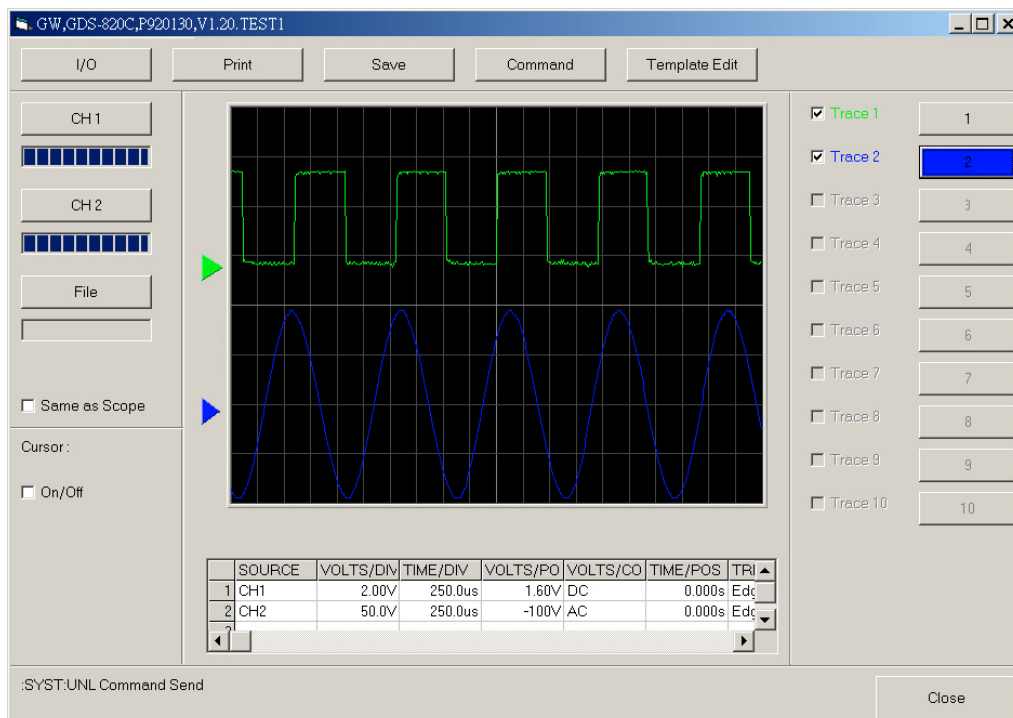 GW,GDS-820C,P920130,V1.20.TEST1
I/O Print Save Command Template Edit
CH 1
CH 2
File
Same as Scope
Cursor :
On/Off
Trace 1 1
Trace 2 2
Trace 3 3
Trace 4 4
Trace 5 5
Trace 6 6
Trace 7 7
Trace 8 8
Trace 9 9
Trace 10 10
SOURCE VOLTS/DIV TIME/DIV VOLTS/PO VOLTS/CO TIME/POS TRI
1 CH1 2.00V 250.0us 1.60V DC 0.000s Edg
2 CH2 50.0V 250.0us -100V AC 0.000s Edg
:SYST:UNL Command Send
Close